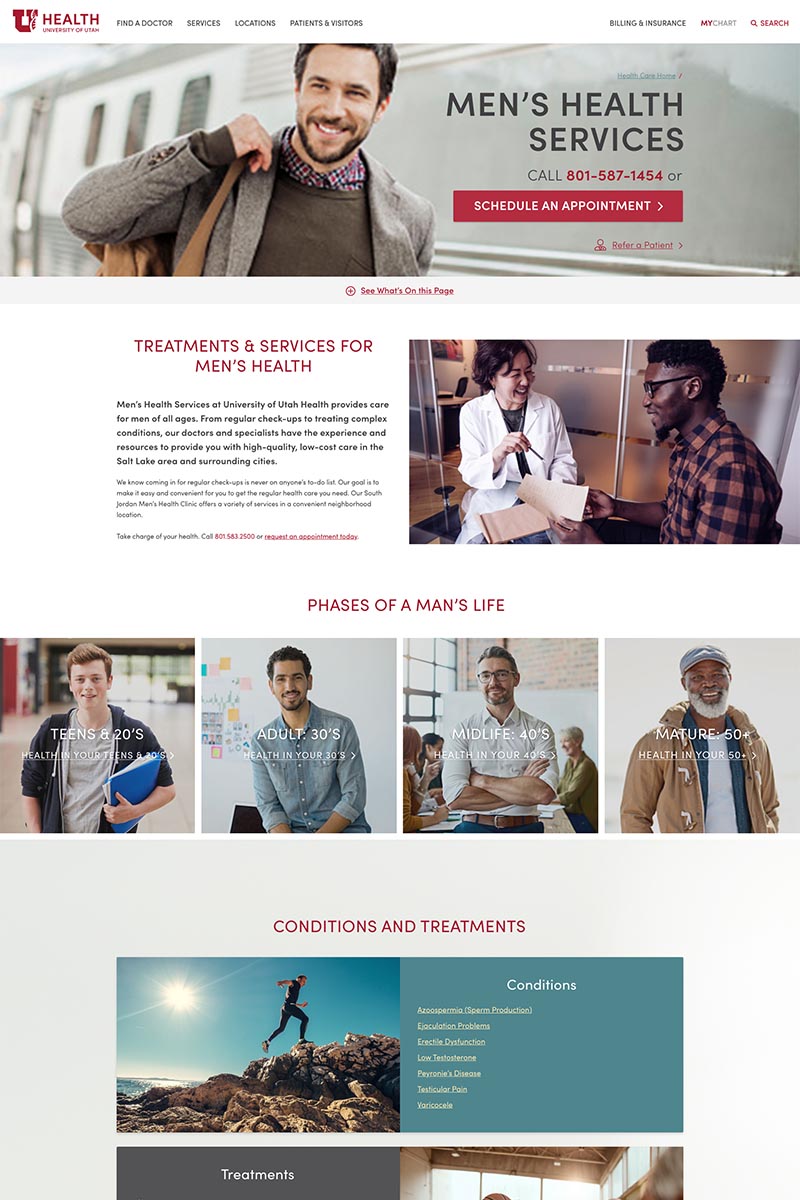 U HEALTH
UNIVERSITY OF UTAH
FIND A DOCTOR SERVICES LOCATIONS PATIENTS & VISITORS
BILLING & INSURANCE MYCHART SEARCH
Health Care Home /
MEN’S HEALTH
SERVICES
CALL 801-587-1454 or
SCHEDULE AN APPOINTMENT
Refer a Patient
See What’s On this Page
TREATMENTS & SERVICES FOR
MEN’S HEALTH
Men’s Health Services at University of Utah Health provides care
for men of all ages. From regular check-ups to treating complex
conditions, our doctors and specialists have the experience and
resources to provide you with high-quality, low-cost care in the
Salt Lake area and surrounding cities.
We know coming in for regular check-ups is never on anyone’s to-do list. Our goal is to
make it easy and convenient for you to get the regular health care you need. Our South
Jordan Men’s Health Clinic offers a variety of services in a convenient neighborhood
location.
Take charge of your health. Call 801.583.2500 or request an appointment today.
PHASES OF A MAN’S LIFE
TEENS & 20’S
HEALTH IN YOUR TEENS & 20’S
ADULT: 30’S
HEALTH IN YOUR 30’S
MIDLIFE: 40’S
HEALTH IN YOUR 40’S
MATURE: 50+
HEALTH IN YOUR 50+
CONDITIONS AND TREATMENTS
Conditions
Azoospermia (Sperm Production)
Ejaculation Problems
Erectile Dysfunction
Low Testosterone
Peyronie’s Disease
Testicular Pain
Varicocele
Treatments